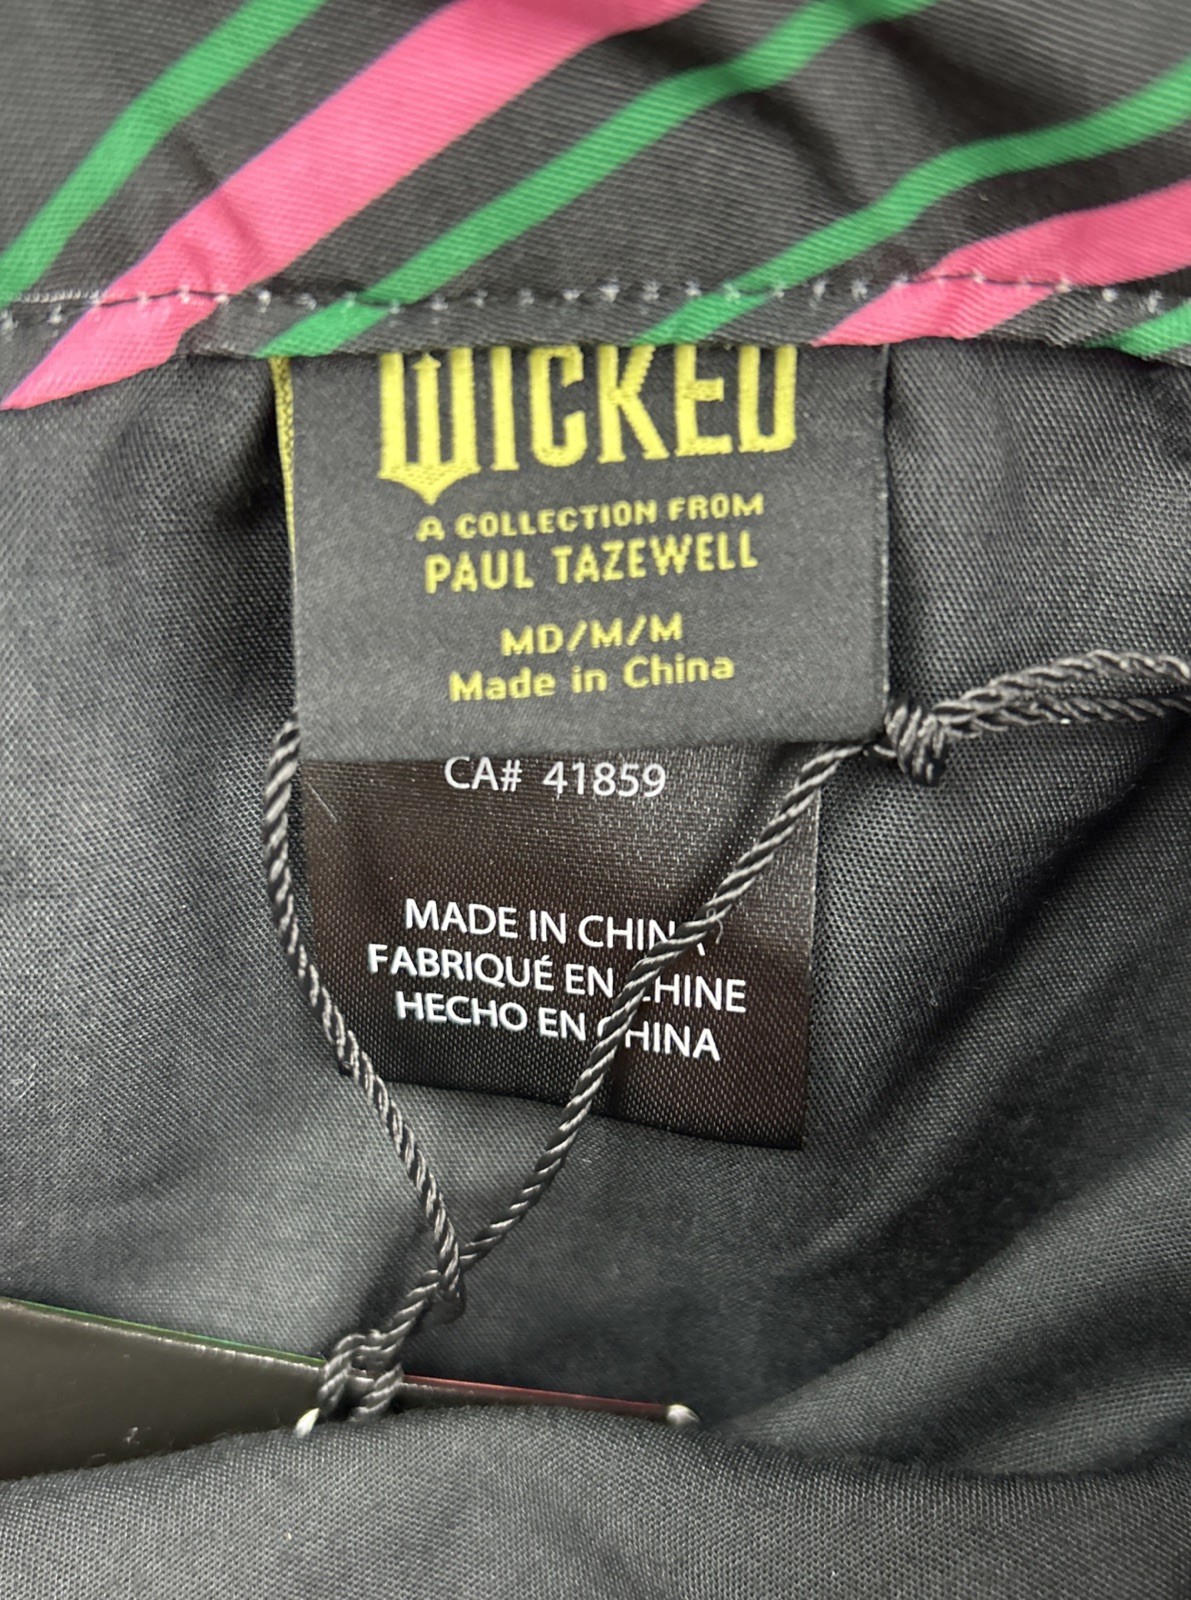 WICKED
A COLLECTION FROM
PAUL TAZEWELL
MD/M/M
Made in China
CA# 41859
MADE IN CHINA
FABRIQUÉ EN CHINE
HECHO EN CHINA